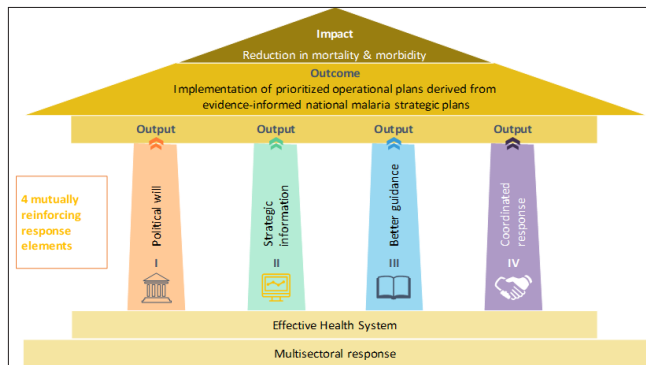 Impact
Reduction in mortality & morbidity
Outcome
Implementation of prioritized operational plans derived from
evidence-informed national malaria strategic plans
Output
Output
Output
Output
4 mutually
reinforcing
response
elements
Political will
I
Strategic
information
II
Better guidance
III
Coordinated
response
IV
Effective Health System
Multisectoral response